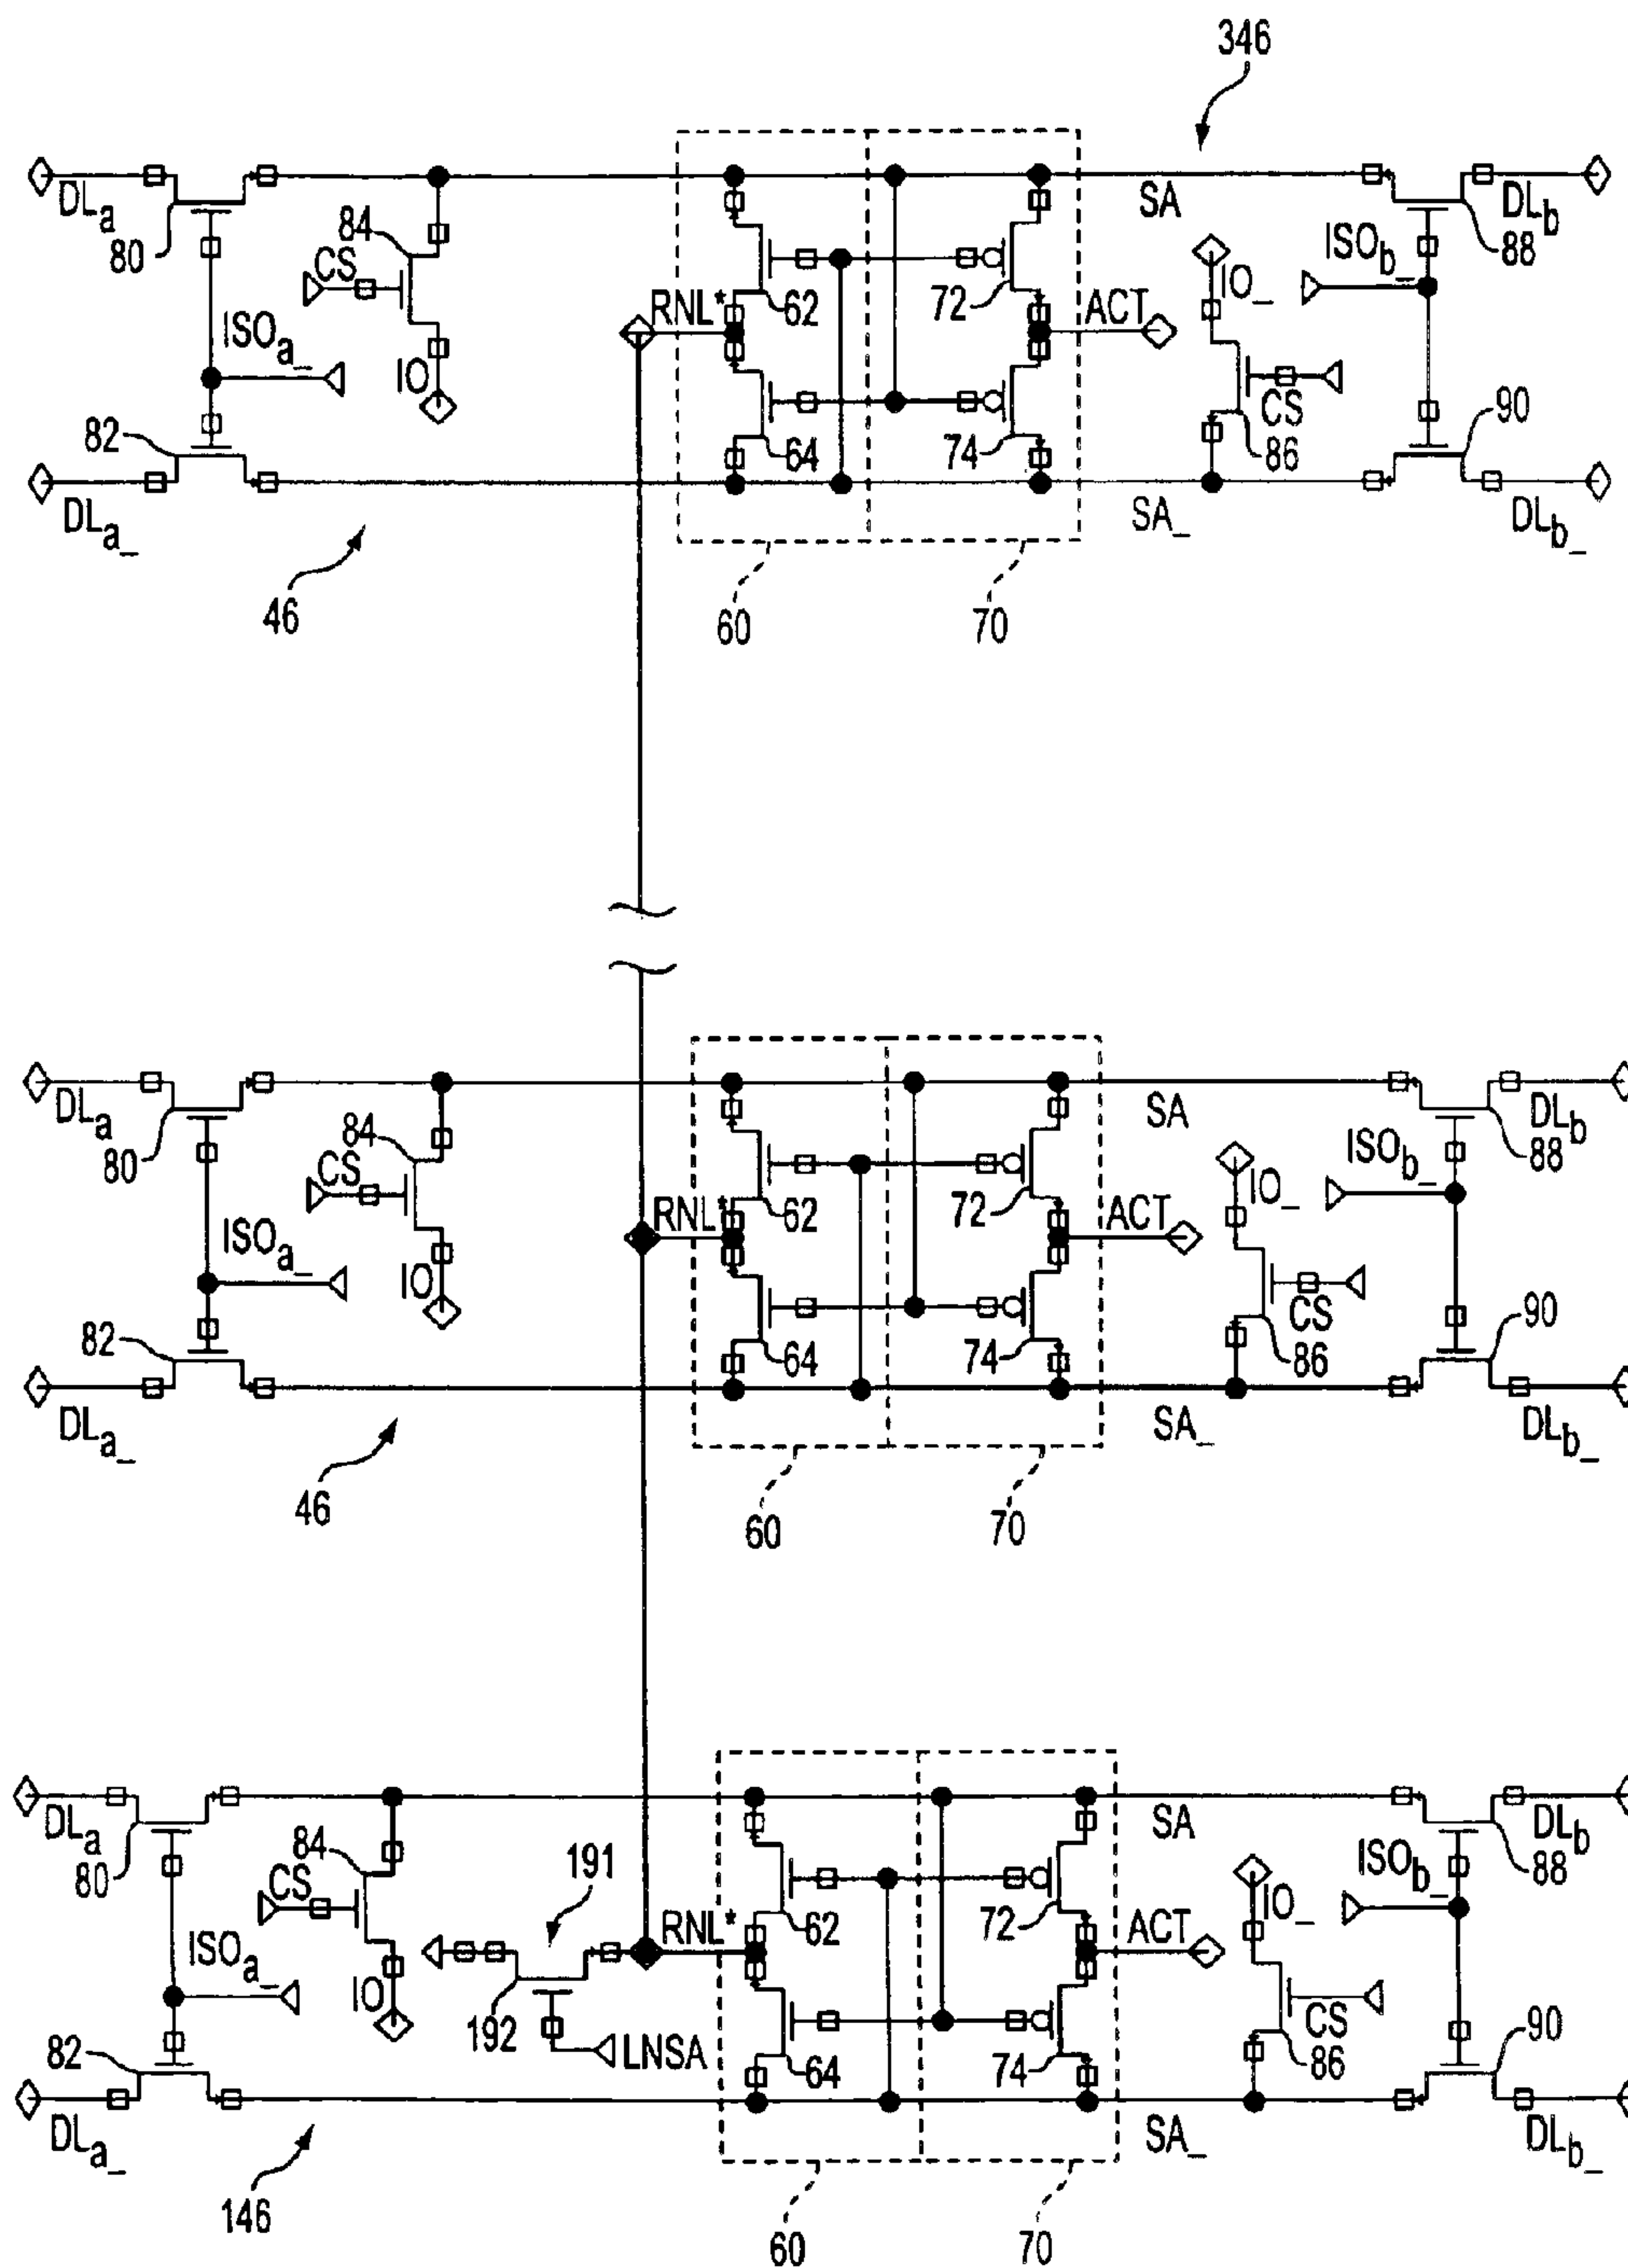 346
DLa
80
84
CS
ISOa_
IO
82
DLa_
46
RNL*
62
64
60
72
74
70
ACT
SA
SA_
IO_
CS
86
ISOb_
DLb
88
90
DLb_
DLa
80
84
CS
ISOa_
IO
82
DLa_
46
RNL*
62
64
60
72
74
70
ACT
SA
SA_
IO_
CS
86
ISOb_
DLb
88
90
DLb_
DLa
80
84
CS
ISOa_
IO
82
DLa_
146
191
192
LNSA
RNL*
62
64
60
72
74
70
ACT
SA
SA_
IO_
CS
86
ISOb_
DLb
88
90
DLb_